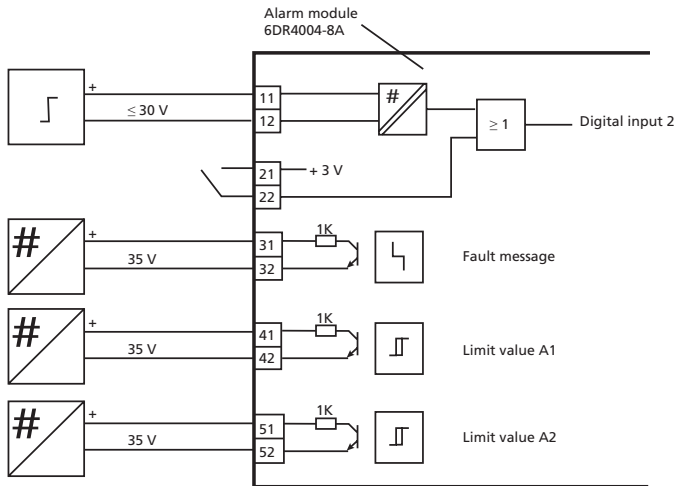 Alarm module
6DR4004-8A
+
≤ 30 V
11
12
#
≥ 1
Digital input 2
21
+ 3 V
22
#
+
35 V
31
32
1K
Fault message
#
+
35 V
41
42
1K
Limit value A1
#
+
35 V
51
52
1K
Limit value A2